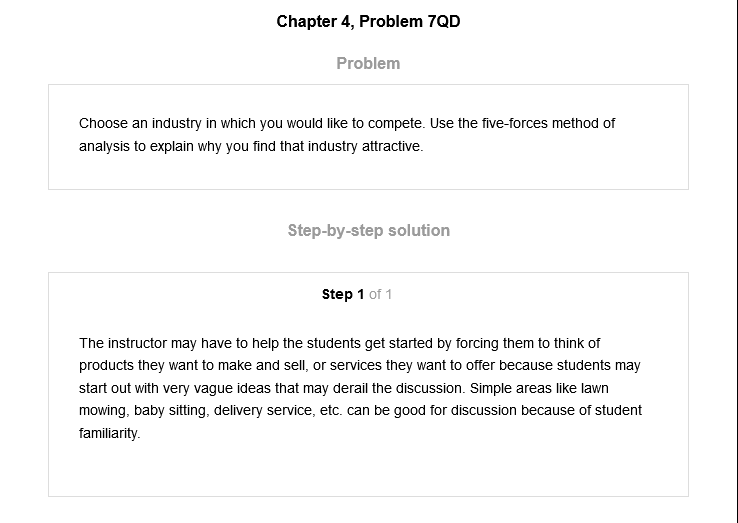 Chapter 4, Problem 7QD
Problem
Choose an industry in which you would like to compete. Use the five-forces method of
analysis to explain why you find that industry attractive.
Step-by-step solution
Step 1 of 1
The instructor may have to help the students get started by forcing them to think of
products they want to make and sell, or services they want to offer because students may
start out with very vague ideas that may derail the discussion. Simple areas like lawn
mowing, baby sitting, delivery service, etc. can be good for discussion because of student
familiarity.